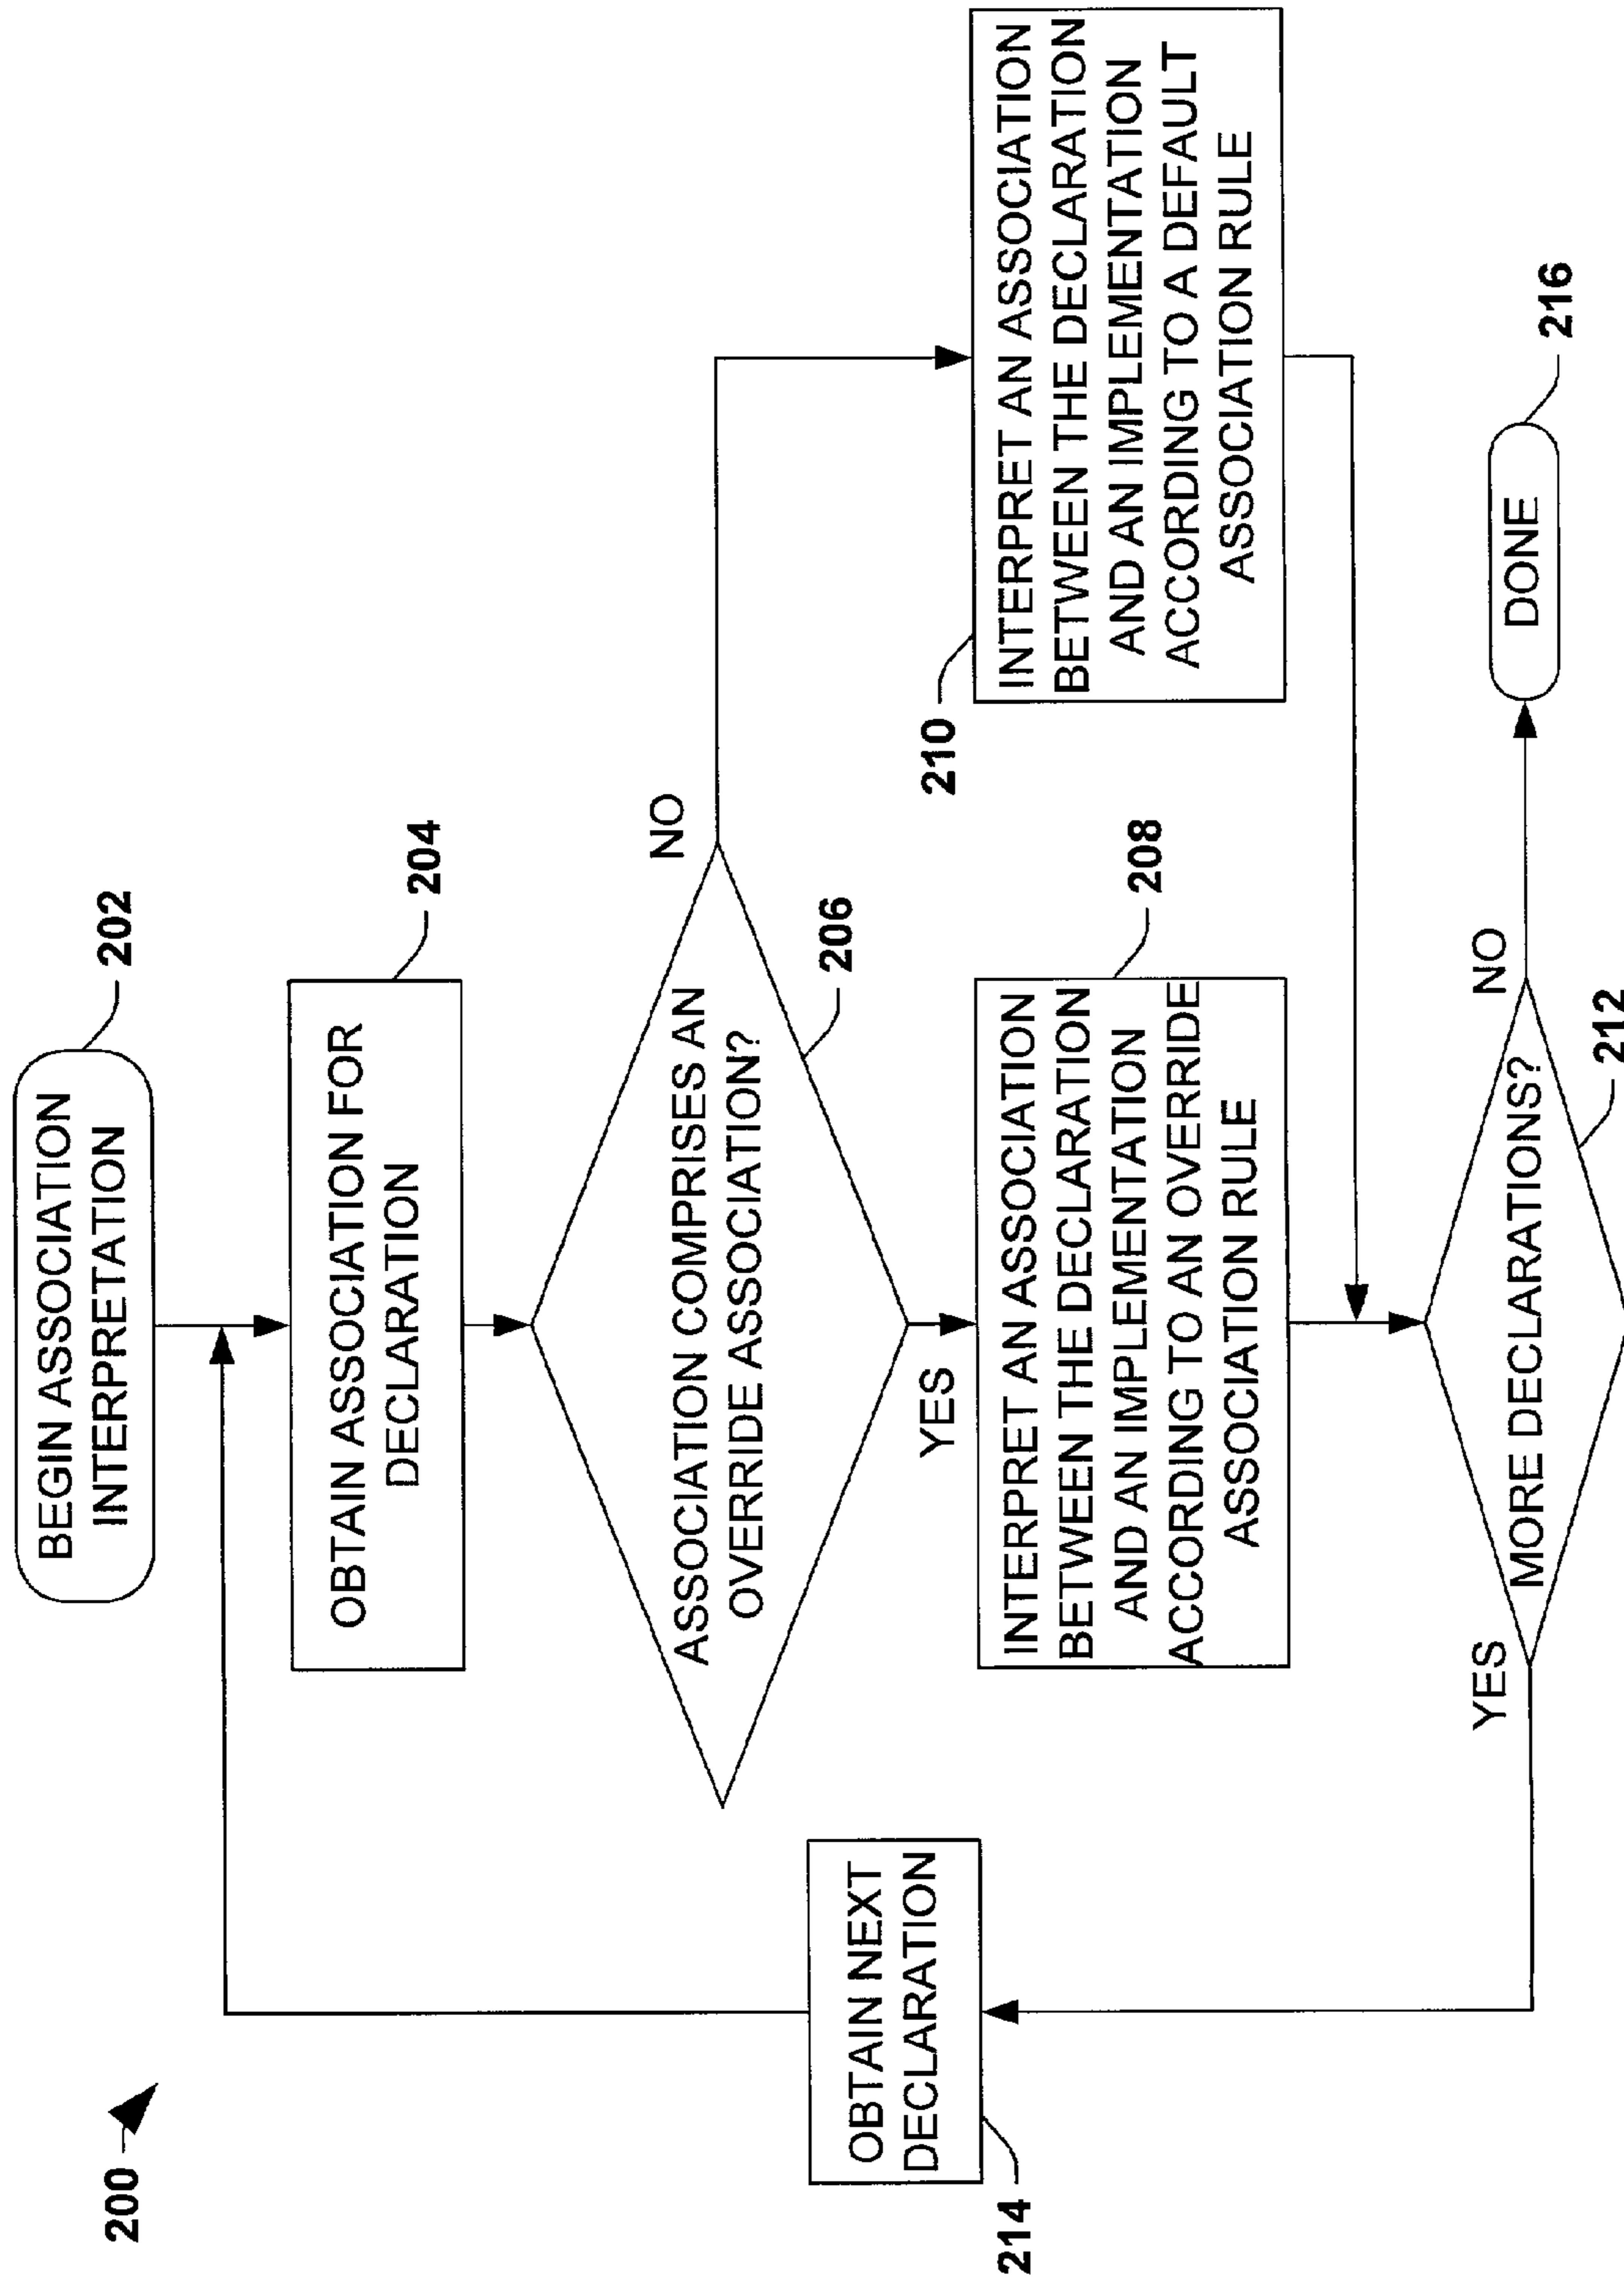 200
BEGIN ASSOCIATION
INTERPRETATION
202
OBTAIN ASSOCIATION FOR
DECLARATION
204
ASSOCIATION COMPRISES AN
OVERRIDE ASSOCIATION?
206
NO
YES
INTERPRET AN ASSOCIATION
BETWEEN THE DECLARATION
AND AN IMPLEMENTATION
ACCORDING TO AN OVERRIDE
ASSOCIATION RULE
208
210
INTERPRET AN ASSOCIATION
BETWEEN THE DECLARATION
AND AN IMPLEMENTATION
ACCORDING TO A DEFAULT
ASSOCIATION RULE
OBTAIN NEXT
DECLARATION
214
YES
MORE DECLARATIONS?
212
NO
DONE
216